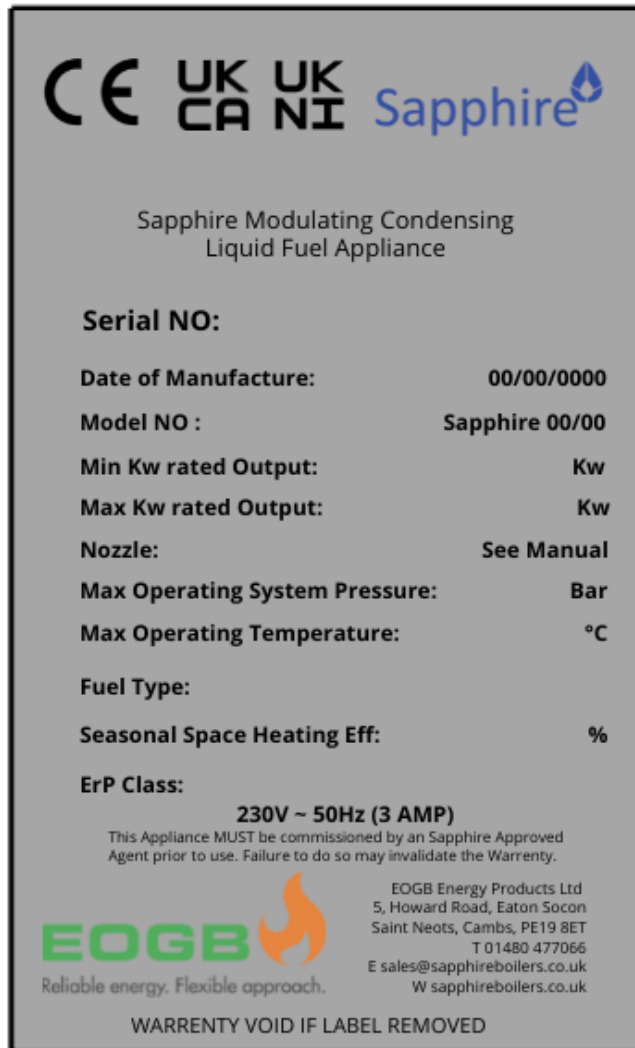 CE UK CA UK NI Sapphire
Sapphire Modulating Condensing
Liquid Fuel Appliance
Serial NO:
Date of Manufacture: 00/00/0000
Model NO : Sapphire 00/00
Min Kw rated Output: Kw
Max Kw rated Output: Kw
Nozzle: See Manual
Max Operating System Pressure: Bar
Max Operating Temperature: °C
Fuel Type:
Seasonal Space Heating Eff: %
ErP Class:
230V ~ 50Hz (3 AMP)
This Appliance MUST be commissioned by an Sapphire Approved
Agent prior to use. Failure to do so may invalidate the Warrenty.
EOGB
Reliable energy. Flexible approach.
EOGB Energy Products Ltd
5, Howard Road, Eaton Socon
Saint Neots, Cambs, PE19 8ET
T 01480 477066
E sales@sapphireboilers.co.uk
W sapphireboilers.co.uk
WARRENTY VOID IF LABEL REMOVED